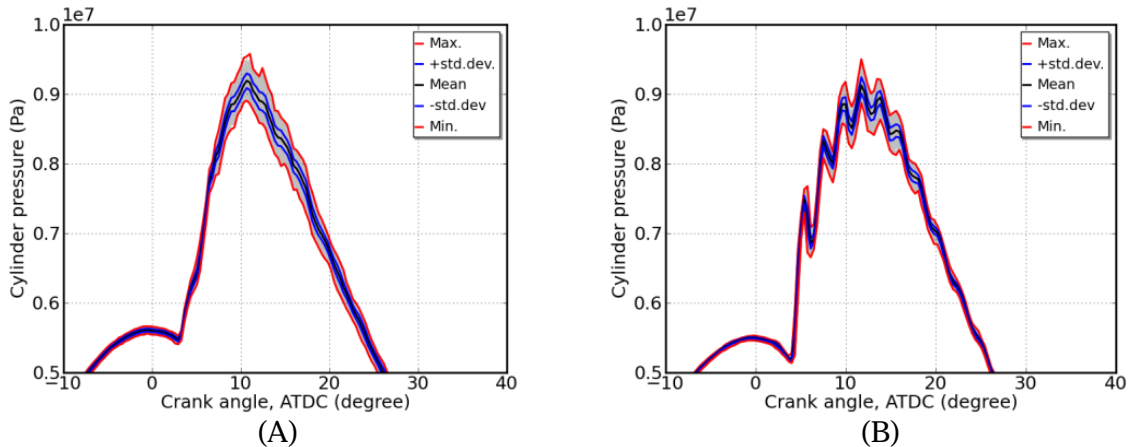 1e7
1.0
0.9
0.8
0.7
0.6
0.5
Cylinder pressure (Pa)
Max.
+std.dev.
Mean
-std.dev
Min.
−10 0 10 20 30 40
Crank angle, ATDC (degree)
(A)
1e7
1.0
0.9
0.8
0.7
0.6
0.5
Cylinder pressure (Pa)
Max.
+std.dev.
Mean
-std.dev
Min.
−10 0 10 20 30 40
Crank angle, ATDC (degree)
(B)